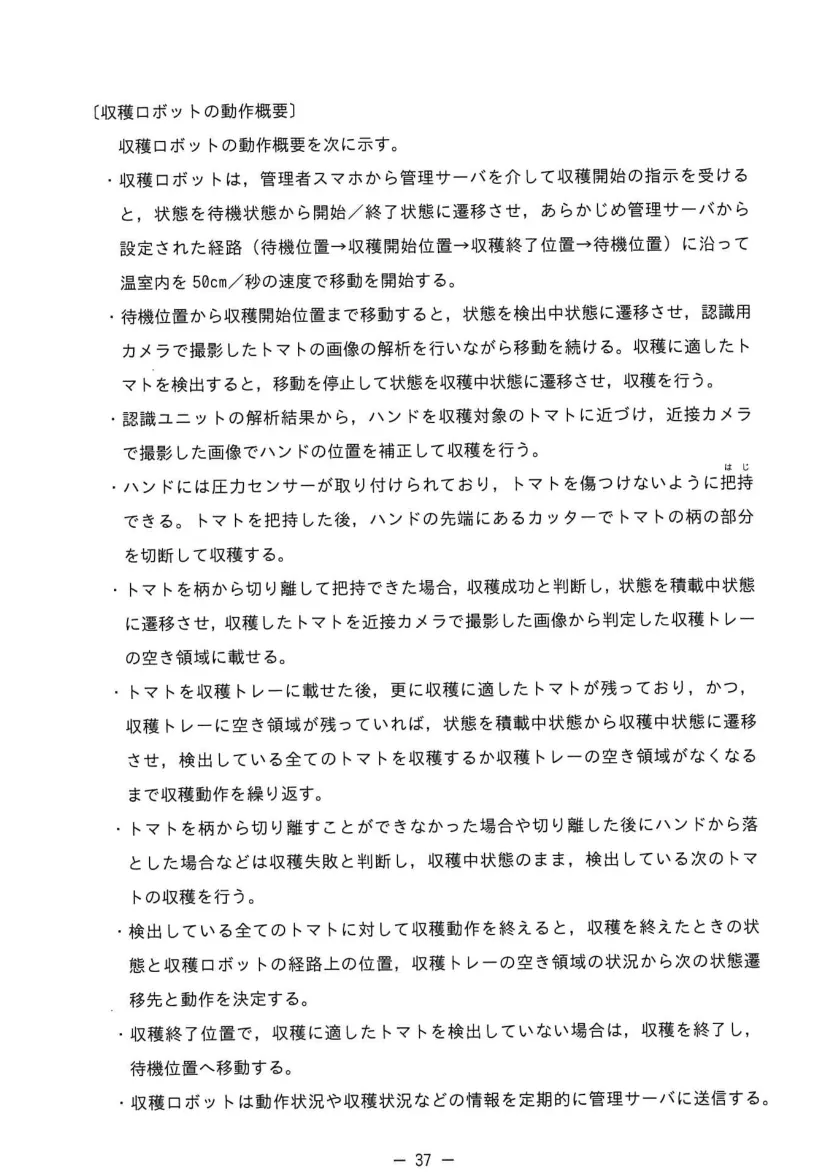 〔収穫ロボットの動作概要〕
収穫ロボットの動作概要を次に示す。
・収穫ロボットは，管理者スマホから管理サーバを介して収穫開始の指示を受ける
と，状態を待機状態から開始／終了状態に遷移させ，あらかじめ管理サーバから
設定された経路（待機位置→収穫開始位置→収穫終了位置→待機位置）に沿って
温室内を 50cm／秒の速度で移動を開始する。
・待機位置から収穫開始位置まで移動すると，状態を検出中状態に遷移させ，認識用
カメラで撮影したトマトの画像の解析を行いながら移動を続ける。収穫に適したト
マトを検出すると，移動を停止して状態を収穫中状態に遷移させ，収穫を行う。
・認識ユニットの解析結果から，ハンドを収穫対象のトマトに近づけ，近接カメラ
で撮影した画像でハンドの位置を補正して収穫を行う。
はじ
・ハンドには圧力センサーが取り付けられており，トマトを傷つけないように把持
できる。トマトを把持した後，ハンドの先端にあるカッターでトマトの柄の部分
を切断して収穫する。
・トマトを柄から切り離して把持できた場合，収穫成功と判断し，状態を積載中状態
に遷移させ，収穫したトマトを近接カメラで撮影した画像から判定した収穫トレー
の空き領域に載せる。
・トマトを収穫トレーに載せた後，更に収穫に適したトマトが残っており，かつ，
収穫トレーに空き領域が残っていれば，状態を積載中状態から収穫中状態に遷移
させ，検出している全てのトマトを収穫するか収穫トレーの空き領域がなくなる
まで収穫動作を繰り返す。
・トマトを柄から切り離すことができなかった場合や切り離した後にハンドから落
とした場合などは収穫失敗と判断し，収穫中状態のまま，検出している次のトマ
トの収穫を行う。
・検出している全てのトマトに対して収穫動作を終えると，収穫を終えたときの状
態と収穫ロボットの経路上の位置，収穫トレーの空き領域の状況から次の状態遷
移先と動作を決定する。
・収穫終了位置で，収穫に適したトマトを検出していない場合は，収穫を終了し，
待機位置へ移動する。
・収穫ロボットは動作状況や収穫状況などの情報を定期的に管理サーバに送信する。
－ 37 －